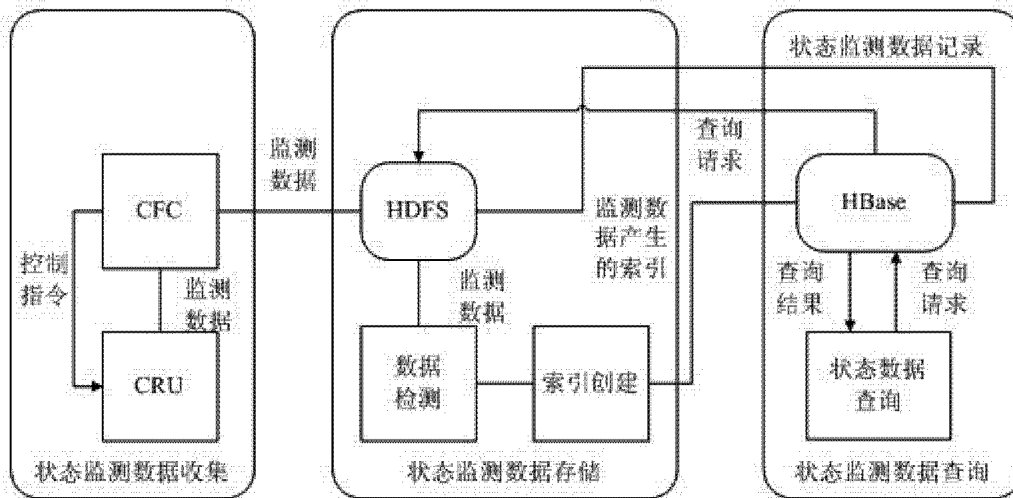 状态监测数据记录
查询
请求
监测
数据
CFC
HDFS
HBase
监测数
据产生
的索引
控制
指令
监测
数据
监测
数据
查询
结果
查询
请求
CRU
数据
检测
索引创建
状态数据
查询
状态监测数据收集
状态监测数据存储
状态监测数据查询